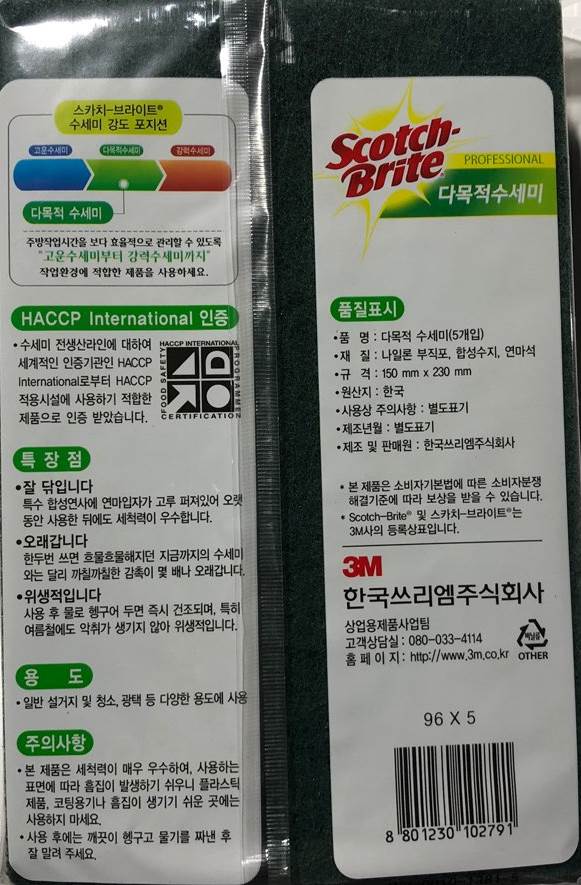 스카치-브라이트®
수세미 강도 포지션
고운수세미 다목적수세미 강력수세미
다목적 수세미
주방작업시간을 보다 효율적으로 관리할 수 있도록
"고운수세미부터 강력수세미까지"
작업환경에 적합한 제품을 사용하세요.
HACCP International 인증
• 수세미 전생산라인에 대하여
세계적인 인증기관인 HACCP
International로부터 HACCP
적용시설에 사용하기 적합한
제품으로 인증 받았습니다.
HACCP INTERNATIONAL
FOOD SAFETY
PROGRAMMES
CERTIFICATION
특 장 점
•잘 닦입니다
특수 합성연사에 연마입자가 고루 퍼져있어 오랫
동안 사용한 뒤에도 세척력이 우수합니다.
•오래갑니다
한두번 쓰면 흐물흐물해지던 지금까지의 수세미
와는 달리 까칠까칠한 감촉이 몇 배나 오래갑니다.
•위생적입니다
사용 후 물로 헹구어 두면 즉시 건조되며, 특히
여름철에도 악취가 생기지 않아 위생적입니다.
용 도
• 일반 설거지 및 청소, 광택 등 다양한 용도에 사용
주의사항
• 본 제품은 세척력이 매우 우수하여, 사용하는
표면에 따라 흠집이 발생하기 쉬우니 플라스틱
제품, 코팅용기나 흠집이 생기기 쉬운 곳에는
사용하지 마세요.
• 사용 후에는 깨끗이 헹구고 물기를 짜낸 후
잘 말려 주세요.
Scotch-
Brite®
PROFESSIONAL
다목적수세미
품질표시
•품 명 : 다목적 수세미(5개입)
•재 질 : 나일론 부직포, 합성수지, 연마석
•규 격 : 150 mm x 230 mm
•원산지 : 한국
•사용상 주의사항 : 별도표기
•제조년월 : 별도표기
•제조 및 판매원 : 한국쓰리엠주식회사
* 본 제품은 소비자기본법에 따른 소비자분쟁
해결기준에 따라 보상을 받을 수 있습니다.
* Scotch-Brite® 및 스카치-브라이트®는
3M사의 등록상표입니다.
3M
한국쓰리엠주식회사
상업용제품사업팀
고객상담실 : 080-033-4114
홈 페 이 지 : http://www.3m.co.kr
비닐류
OTHER
96 X 5
8 801230 102791